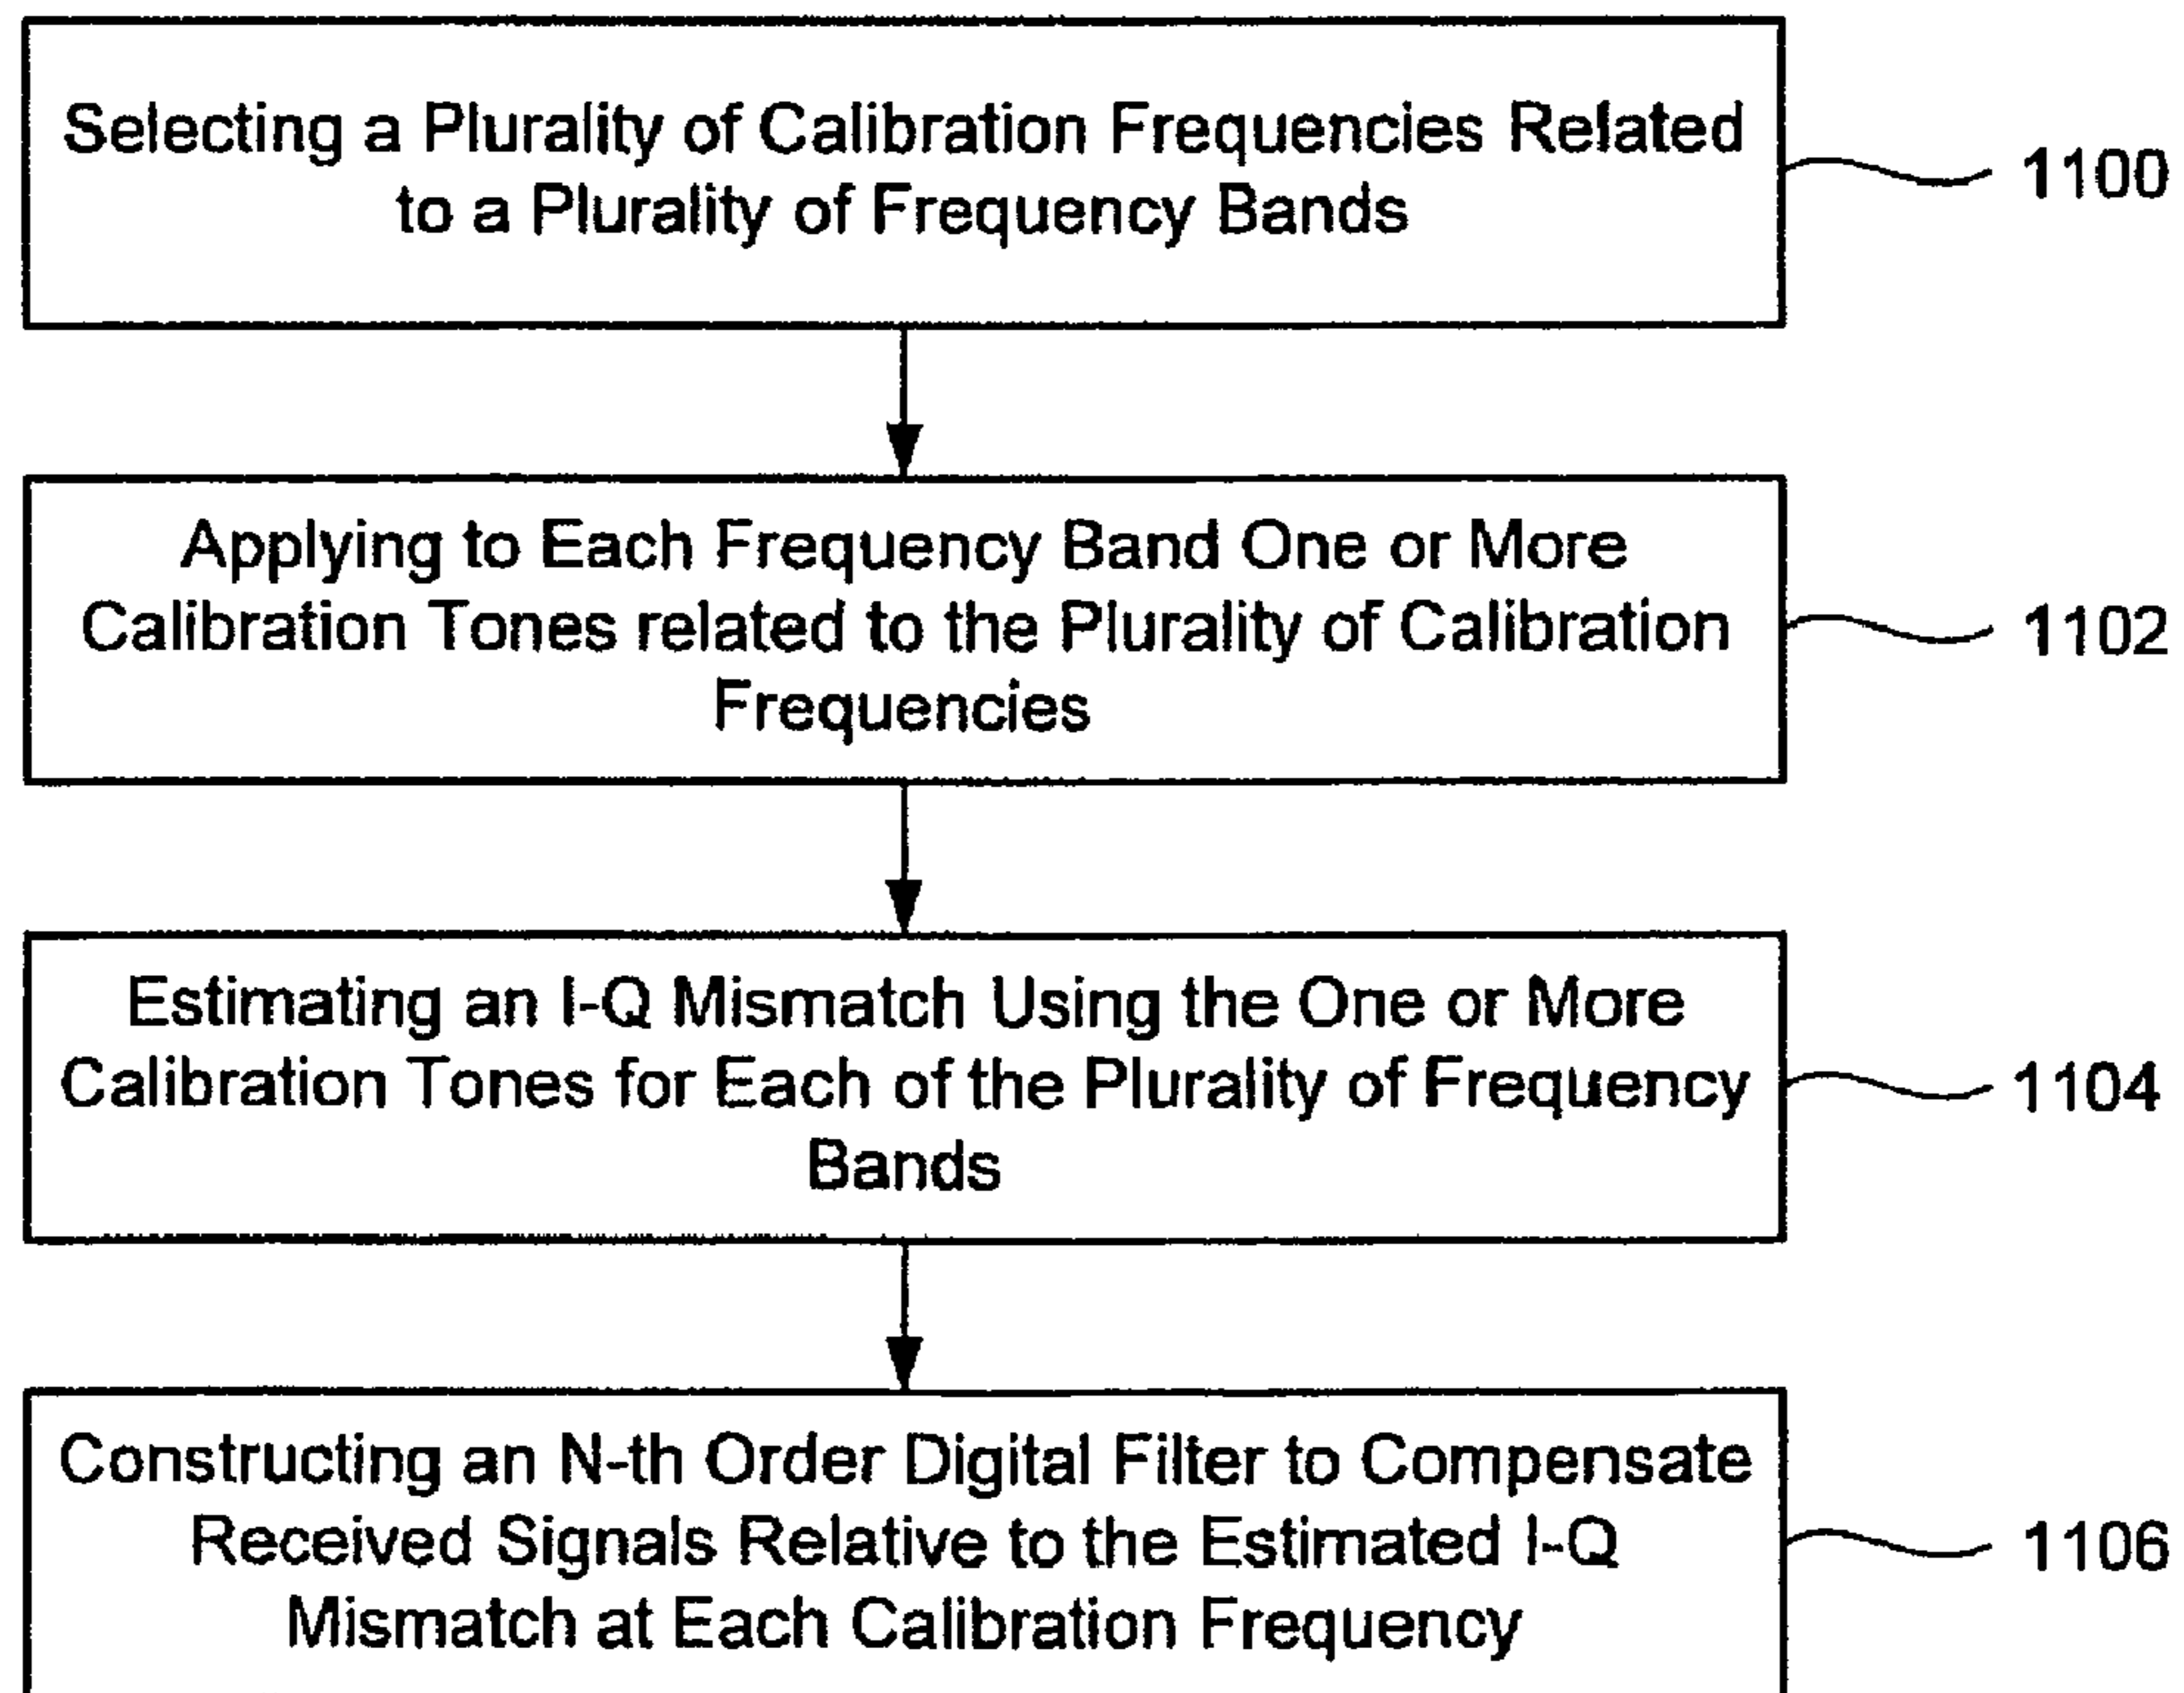 Selecting a Plurality of Calibration Frequencies Related
to a Plurality of Frequency Bands
1100
Applying to Each Frequency Band One or More
Calibration Tones related to the Plurality of Calibration
Frequencies
1102
Estimating an I-Q Mismatch Using the One or More
Calibration Tones for Each of the Plurality of Frequency
Bands
1104
Constructing an N-th Order Digital Filter to Compensate
Received Signals Relative to the Estimated I-Q
Mismatch at Each Calibration Frequency
1106